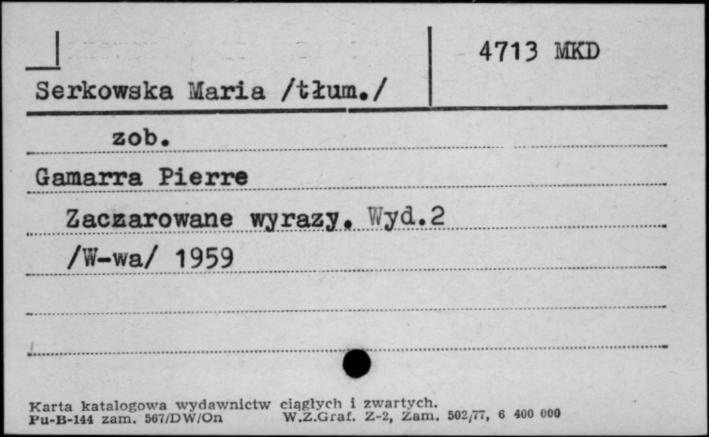 4713 MKD
Serkowska Maria /tłum./
zob.
Gamarra Pierre
Zaczarowane wyrazy. Wyd.2
/W-wa/ 1959
Karta katalogowa wydawnictw ciągłych i zwartych.
Pu-B-144 zam. 567/DW/On W.Z.Graf. Z-2, Zam. 502/77, 6 400 000